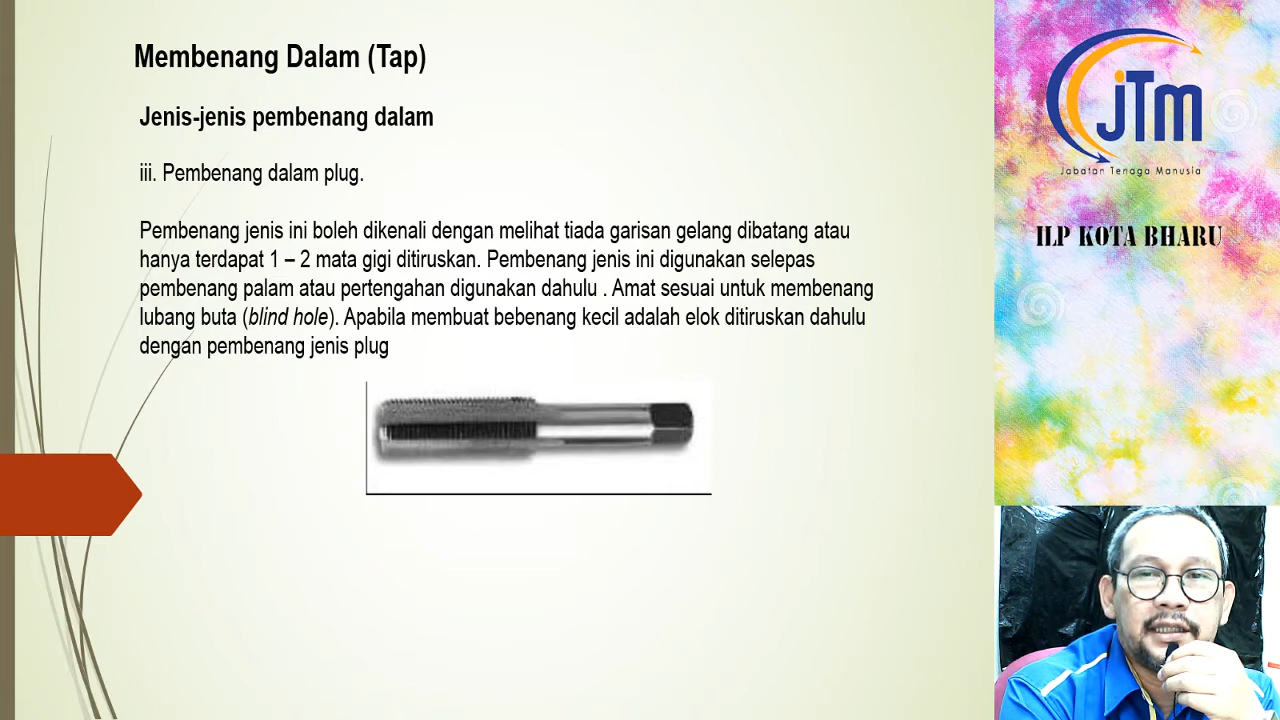 Membenang Dalam (Tap)
Jenis-jenis pembenang dalam
iii. Pembenang dalam plug.
Pembenang jenis ini boleh dikenali dengan melihat tiada garisan gelang dibatang atau
hanya terdapat 1 – 2 mata gigi ditiruskan. Pembenang jenis ini digunakan selepas
pembenang palam atau pertengahan digunakan dahulu . Amat sesuai untuk membenang
lubang buta (blind hole). Apabila membuat bebenang kecil adalah elok ditiruskan dahulu
dengan pembenang jenis plug
jTm
Jabatan Tenaga Manusia
ILP KOTA BHARU